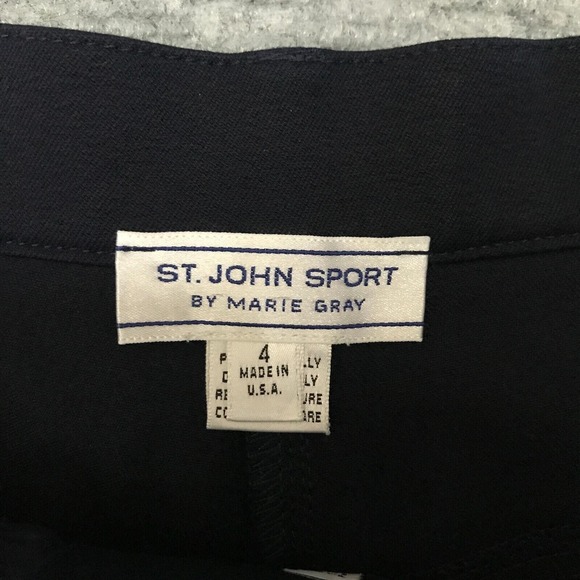 ST. JOHN SPORT
BY MARIE GRAY
4
MADE IN
U.S.A.